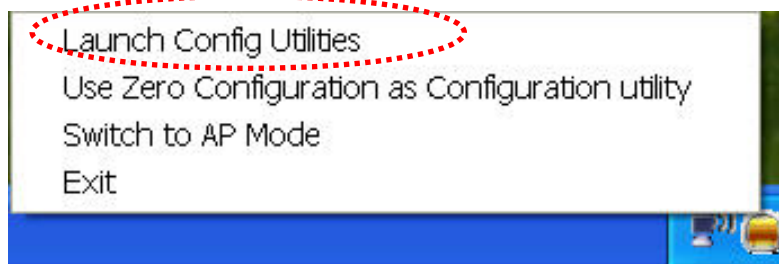 Launch Config Utilities
Use Zero Configuration as Configuration utility
Switch to AP Mode
Exit